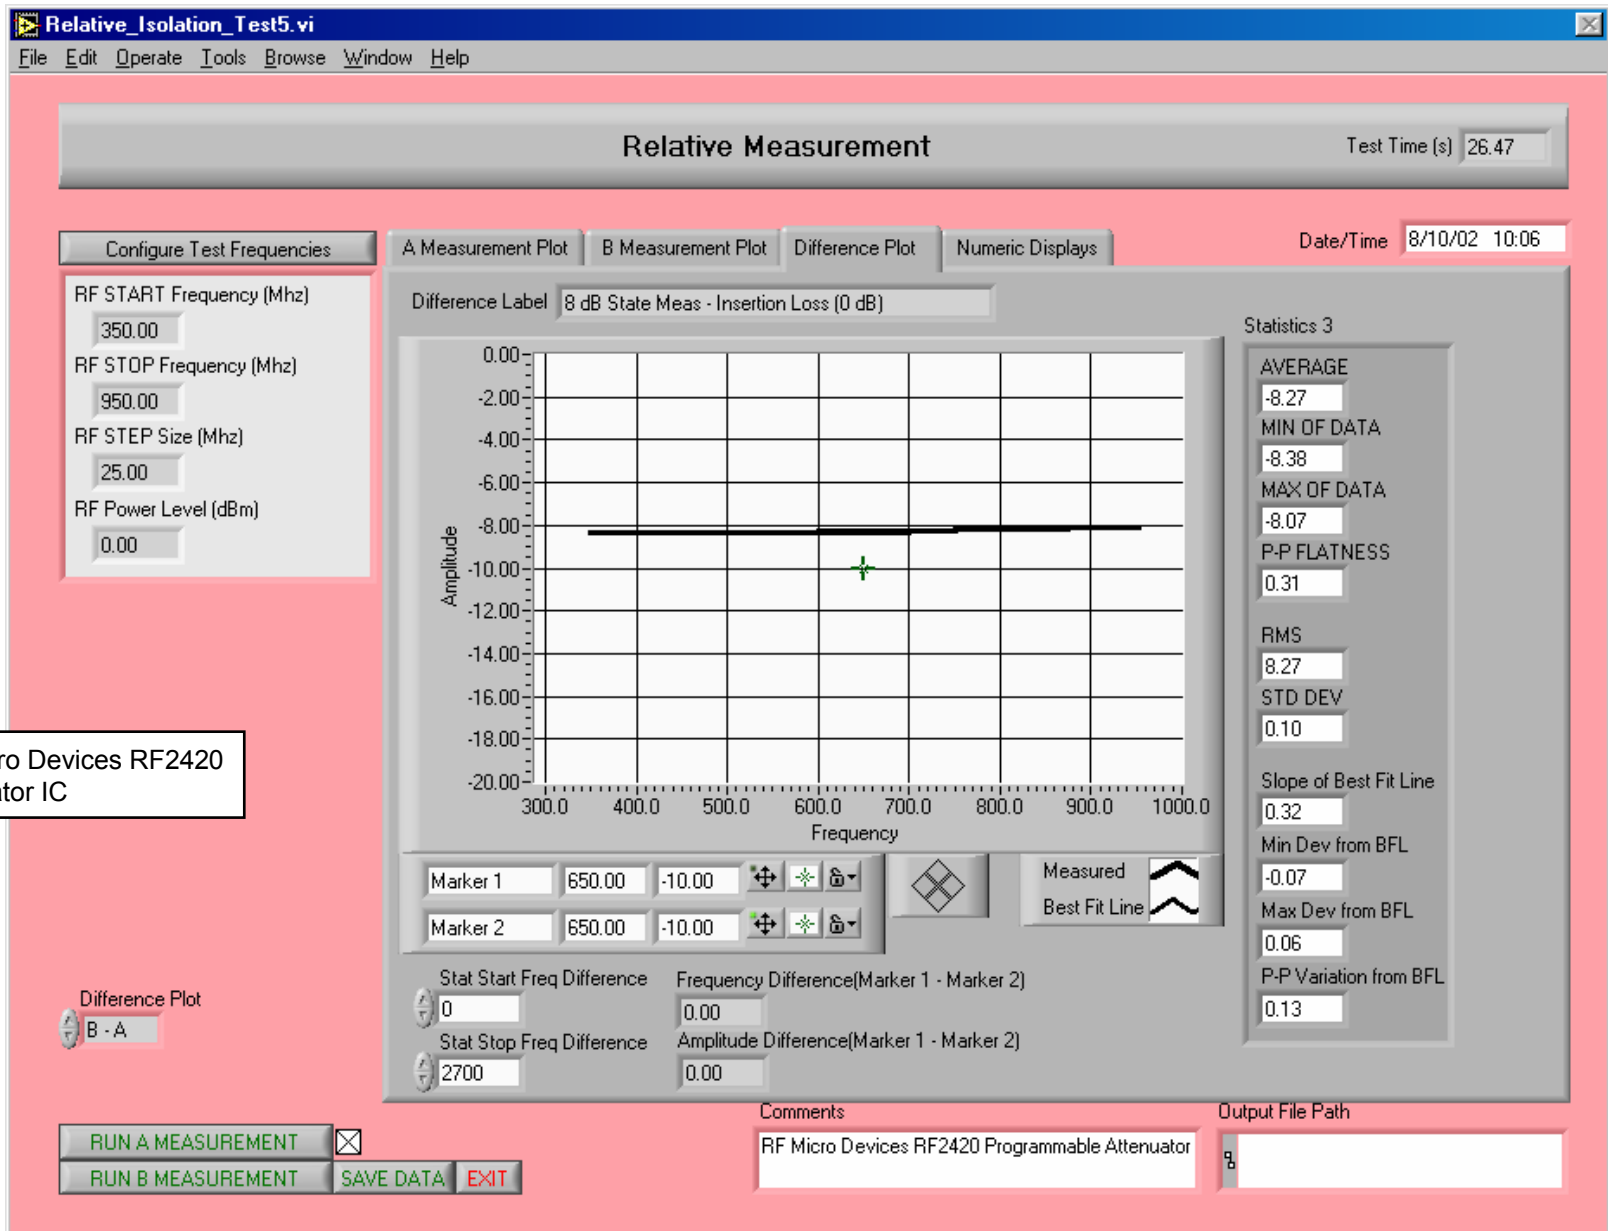 Relative_Isolation_Test5.vi
File Edit Operate Tools Browse Window Help
Relative Measurement
Test Time (s) 26.47
Configure Test Frequencies
A Measurement Plot B Measurement Plot Difference Plot Numeric Displays
Date/Time 8/10/02 10:06
RF START Frequency (Mhz)
350.00
RF STOP Frequency (Mhz)
950.00
RF STEP Size (Mhz)
25.00
RF Power Level (dBm)
0.00
Difference Label 8 dB State Meas - Insertion Loss (0 dB)
0.00
-2.00
-4.00
-6.00
-8.00
-10.00
-12.00
-14.00
-16.00
-18.00
-20.00
Amplitude
300.0 400.0 500.0 600.0 700.0 800.0 900.0 1000.0
Frequency
Statistics 3
AVERAGE
-8.27
MIN OF DATA
-8.38
MAX OF DATA
-8.07
P-P FLATNESS
0.31
RMS
8.27
STD DEV
0.10
Slope of Best Fit Line
0.32
Min Dev from BFL
-0.07
Max Dev from BFL
0.06
P-P Variation from BFL
0.13
ro Devices RF2420
ator IC
Marker 1 650.00 -10.00
Marker 2 650.00 -10.00
Measured
Best Fit Line
Stat Start Freq Difference
0
Stat Stop Freq Difference
2700
Frequency Difference(Marker 1 - Marker 2)
0.00
Amplitude Difference(Marker 1 - Marker 2)
0.00
Difference Plot
B - A
RUN A MEASUREMENT
RUN B MEASUREMENT SAVE DATA EXIT
Comments
RF Micro Devices RF2420 Programmable Attenuator
Output File Path